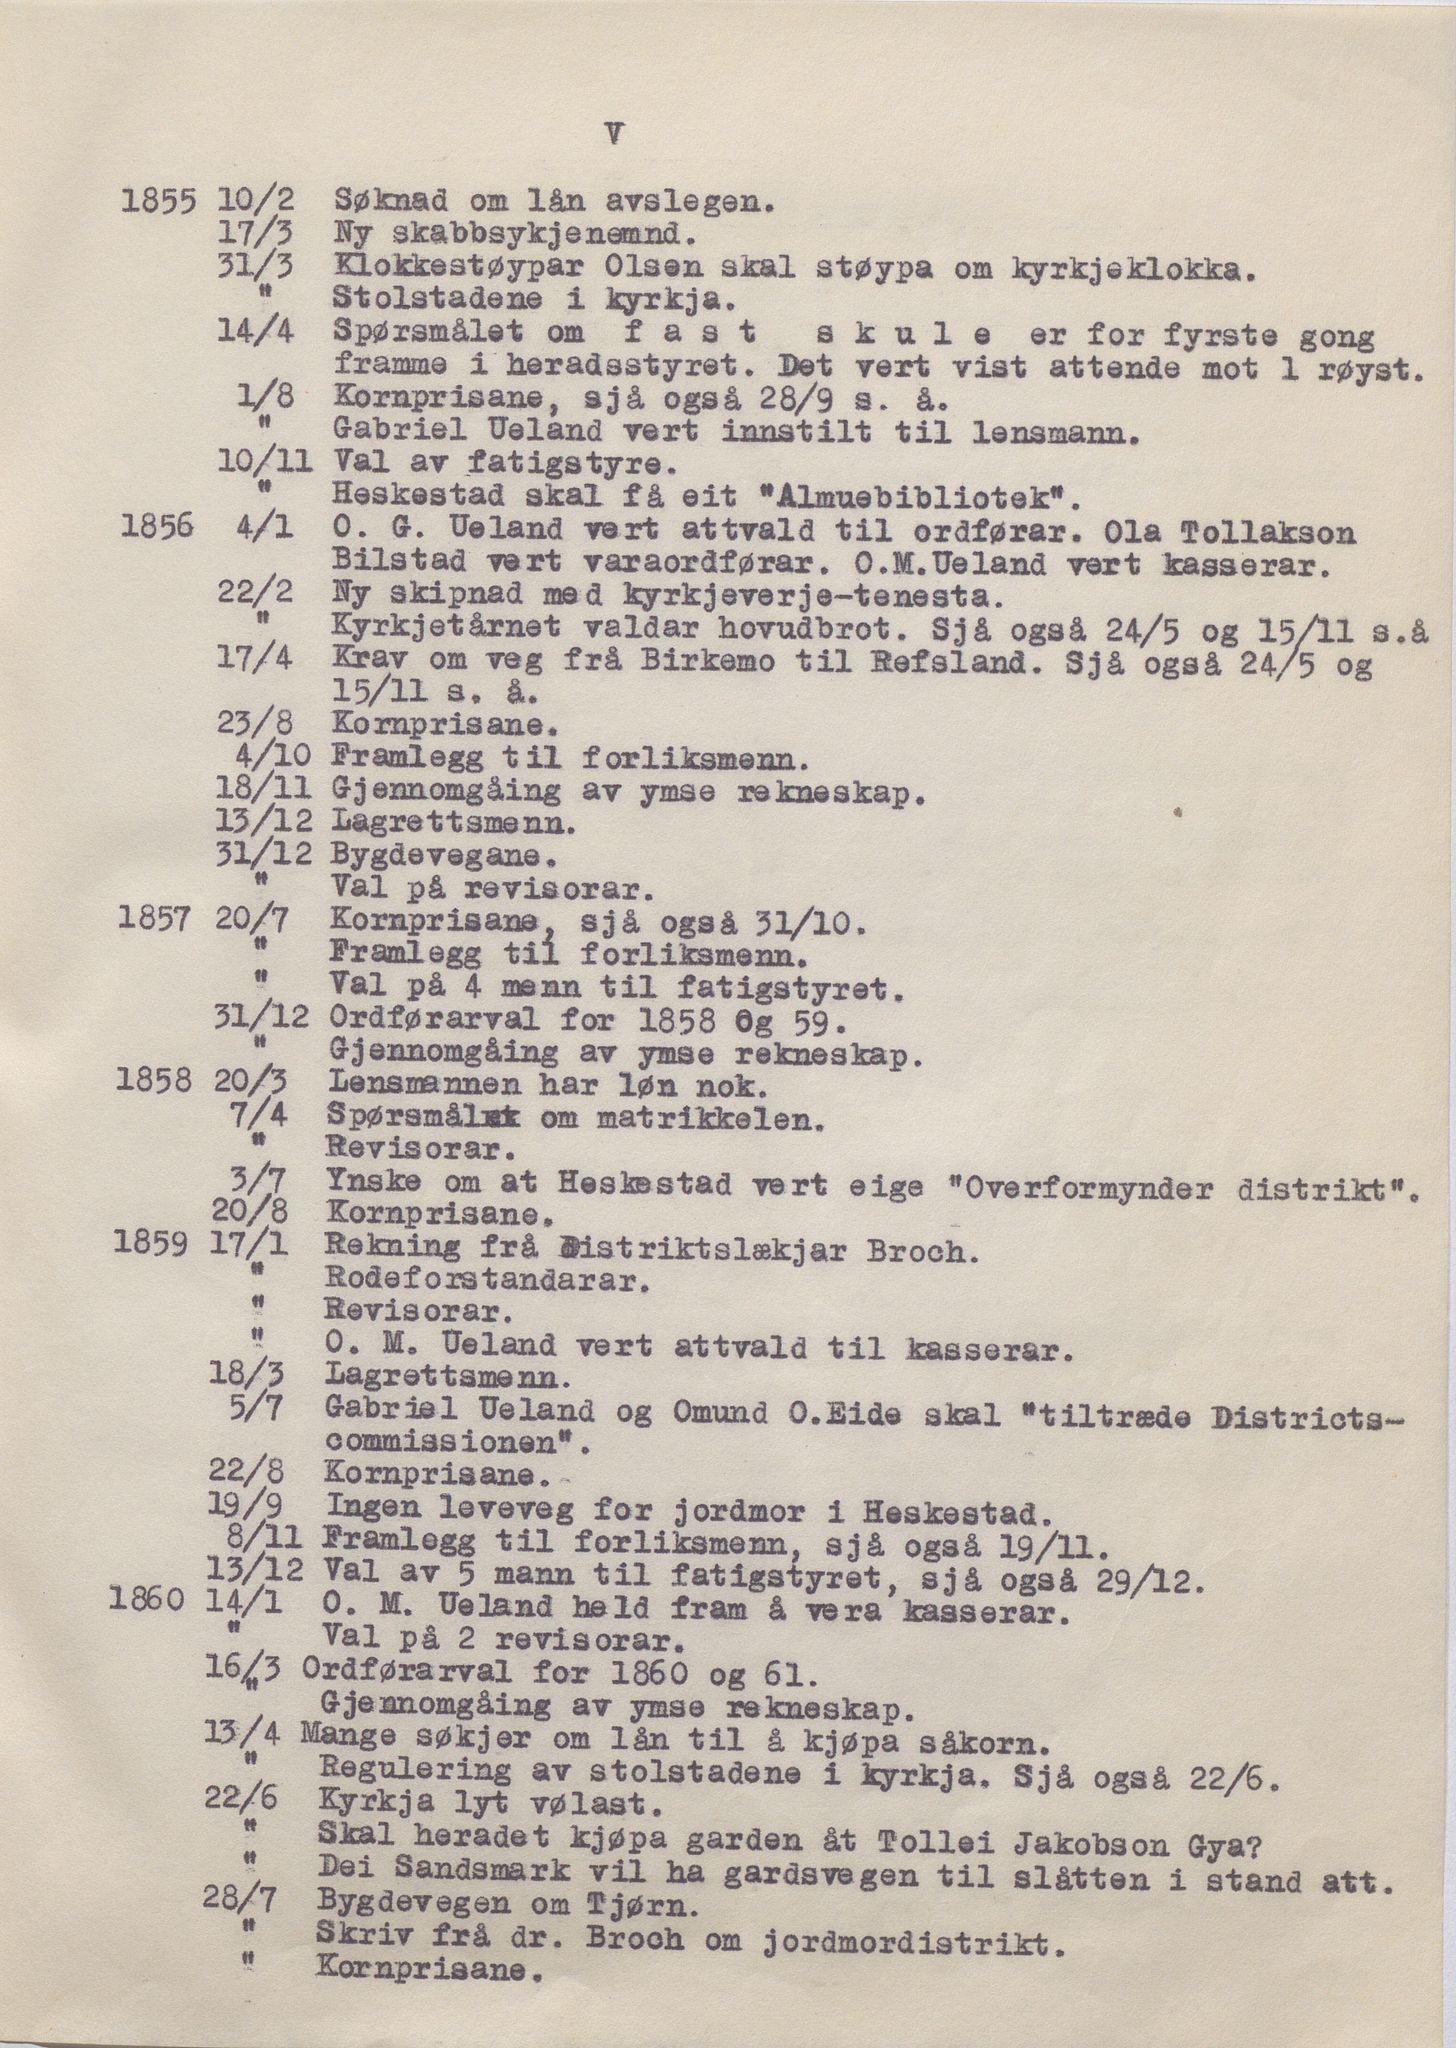 V
1855 10/2 Søknad om lån avslegen.
17/3 Ny skabbsykjenemnd.
31/3 Klokkestøypar Olsen skal støypa om kyrkjeklokka.
" Stolstadene i kyrkja.
14/4 Spørsmålet om f a s t s k u l e er for fyrste gong
framme i heradsstyret. Det vert vist attende mot 1 røyst.
1/8 Kornprisane, sjå også 28/9 s. å.
" Gabriel Ueland vert innstilt til lensmann.
10/11 Val av fatigstyre.
" Heskestad skal få eit "Almuebibliotek".
1856 4/1 O. G. Ueland vert attvald til ordførar. Ola Tollakson
Bilstad vert varaordførar. O.M.Ueland vert kasserar.
22/2 Ny skipnad med kyrkjeverje-tenesta.
" Kyrkjetårnet valdar hovudbrot. Sjå også 24/5 og 15/11 s.å
17/4 Krav om veg frå Birkemo til Refsland. Sjå også 24/5 og
15/11 s. å.
23/8 Kornprisane.
4/10 Framlegg til forliksmenn.
18/11 Gjennomgåing av ymse rekneskap.
13/12 Lagrettsmenn.
31/12 Bygdevegane.
" Val på revisorar.
1857 20/7 Kornprisane, sjå også 31/10.
" Framlegg til forliksmenn.
" Val på 4 menn til fatigstyret.
31/12 Ordførarval for 1858 og 59.
" Gjennomgåing av ymse rekneskap.
1858 20/3 Lensmannen har løn nok.
7/4 Spørsmålet om matrikkelen.
" Revisorar.
3/7 Ynske om at Heskestad vert eige "Overformynder distrikt".
20/8 Kornprisane.
1859 17/1 Rekning frå Distriktslækjar Broch.
" Rodeforstandarar.
" Revisorar.
" O. M. Ueland vert attvald til kasserar.
18/3 Lagrettsmenn.
5/7 Gabriel Ueland og Omund O.Eide skal "tiltræde Districts-
commissionen".
22/8 Kornprisane.
19/9 Ingen leveveg for jordmor i Heskestad.
8/11 Framlegg til forliksmenn, sjå også 19/11.
13/12 Val av 5 mann til fatigstyret, sjå også 29/12.
1860 14/1 O. M. Ueland held fram å vera kasserar.
" Val på 2 revisorar.
16/3 Ordførarval for 1860 og 61.
" Gjennomgåing av ymse rekneskap.
13/4 Mange søkjer om lån til å kjøpa såkorn.
" Regulering av stolstadene i kyrkja. Sjå også 22/6.
22/6 Kyrkja lyt vølast.
" Skal heradet kjøpa garden åt Tollei Jakobson Gya?
" Dei Sandsmark vil ha gardsvegen til slåtten i stand att.
28/7 Bygdevegen om Tjørn.
" Skriv frå dr. Broch om jordmordistrikt.
" Kornprisane.